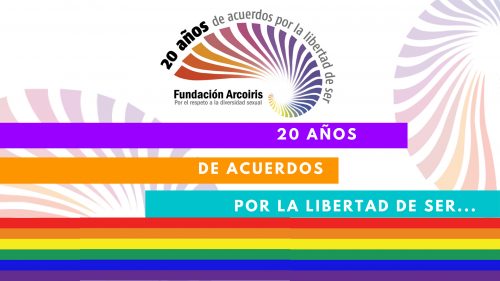 20 años de acuerdos por la libertad de ser
Fundación Arcoiris
Por el respeto a la diversidad sexual
20 AÑOS
DE ACUERDOS
POR LA LIBERTAD DE SER...